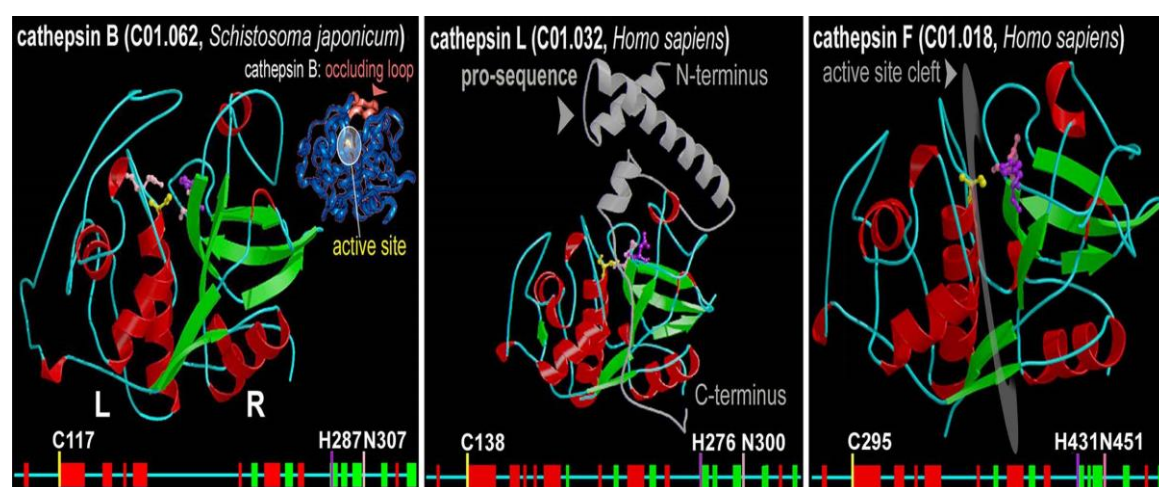 cathepsin B (C01.062, Schistosoma japonicum)
cathepsin B: occluding loop
active site
L R
C117 H287 N307
cathepsin L (C01.032, Homo sapiens)
pro-sequence N-terminus
C-terminus
C138 H276 N300
cathepsin F (C01.018, Homo sapiens)
active site cleft
C295 H431 N451